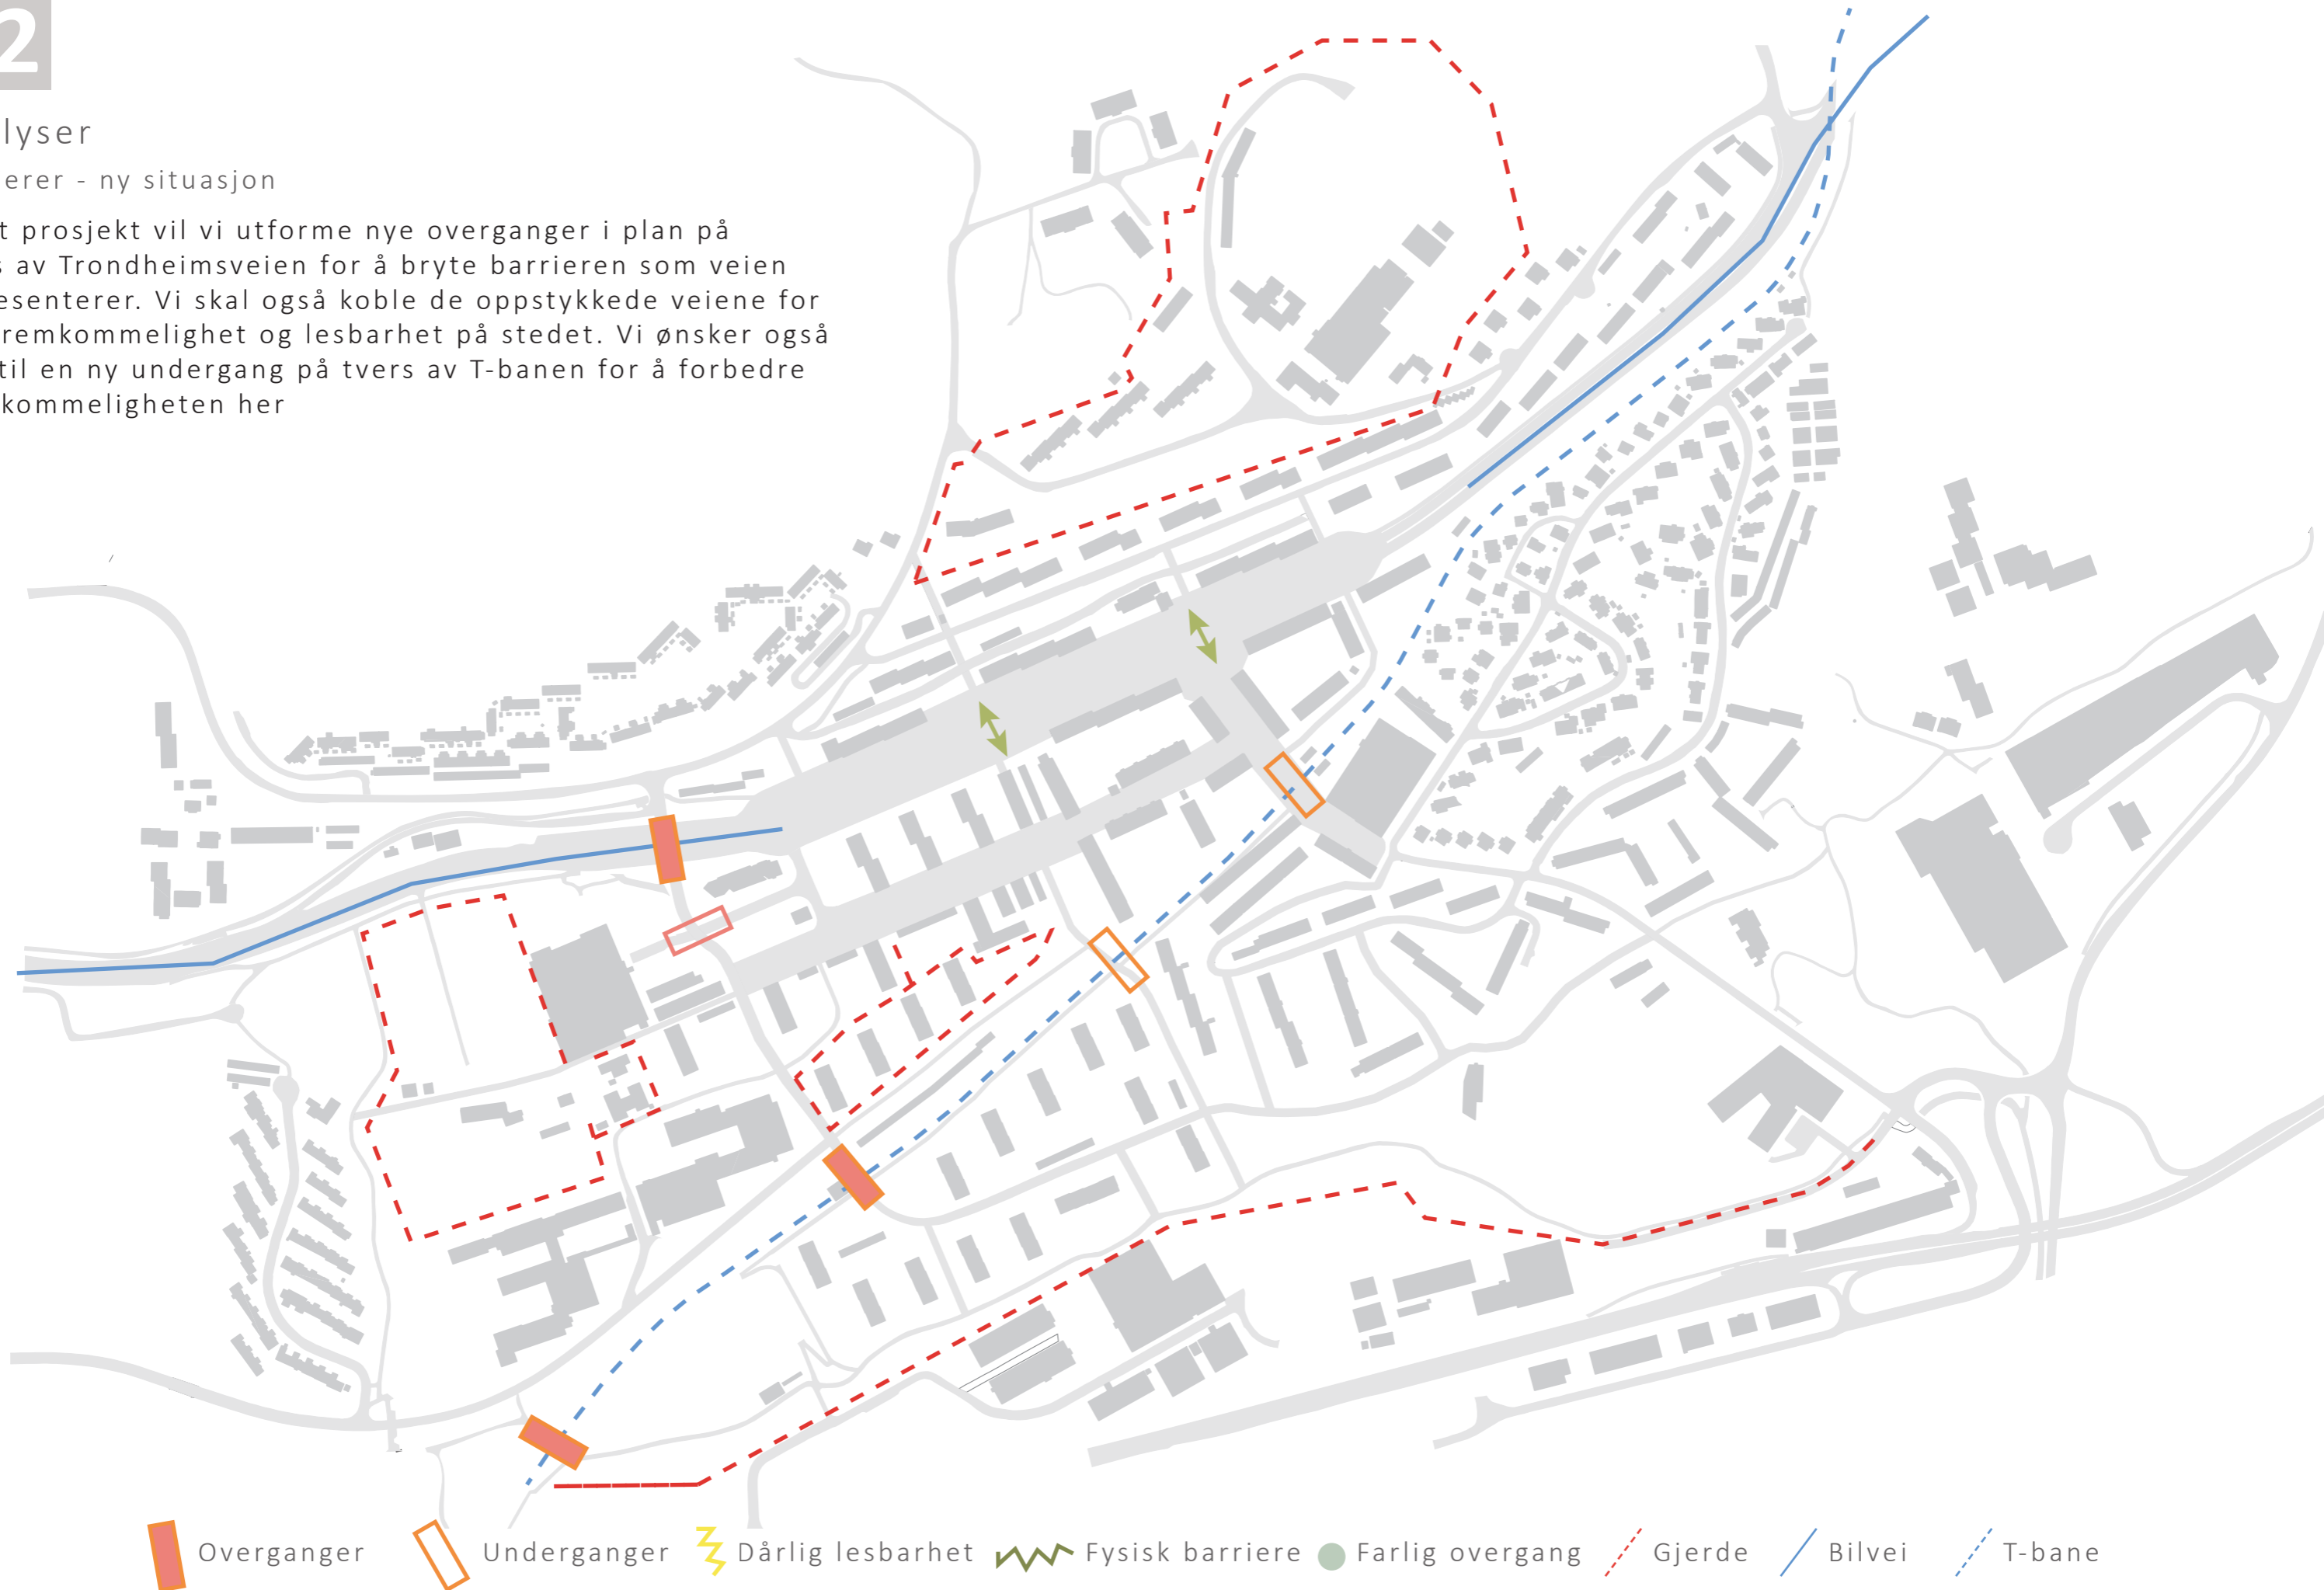 2
lyser
erer - ny situasjon
t prosjekt vil vi utforme nye overganger i plan på
s av Trondheimsveien for å bryte barrieren som veien
esenterer. Vi skal også koble de oppstykkede veiene for
remkommelighet og lesbarhet på stedet. Vi ønsker også
til en ny undergang på tvers av T-banen for å forbedre
kommeligheten her
Overganger
Underganger
Dårlig lesbarhet
Fysisk barriere
Farlig overgang
Gjerde
Bilvei
T-bane